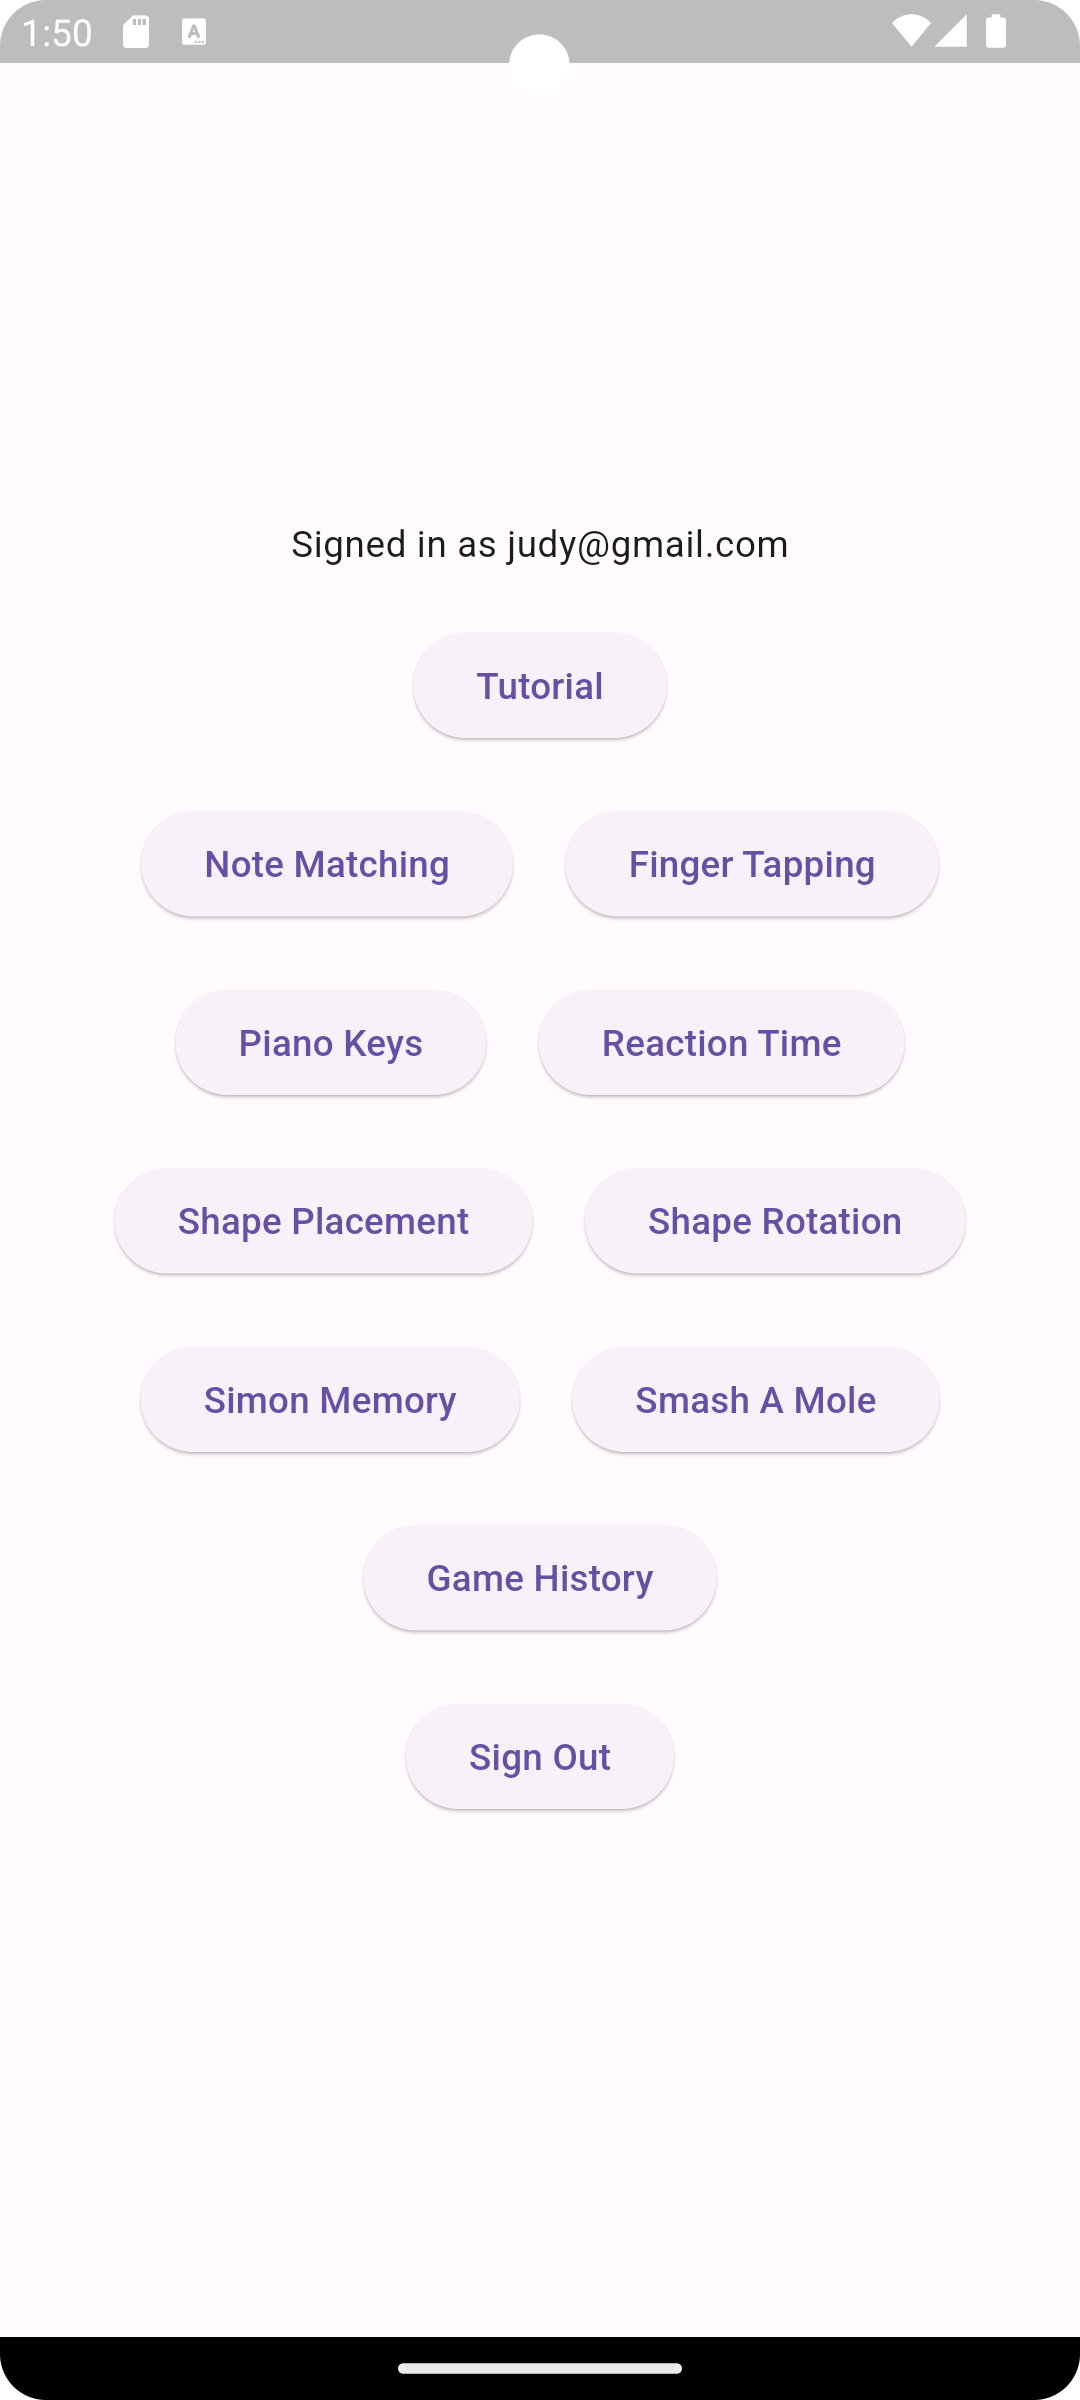 1:50
Signed in as judy@gmail.com
Tutorial
Note Matching Finger Tapping
Piano Keys Reaction Time
Shape Placement Shape Rotation
Simon Memory Smash A Mole
Game History
Sign Out